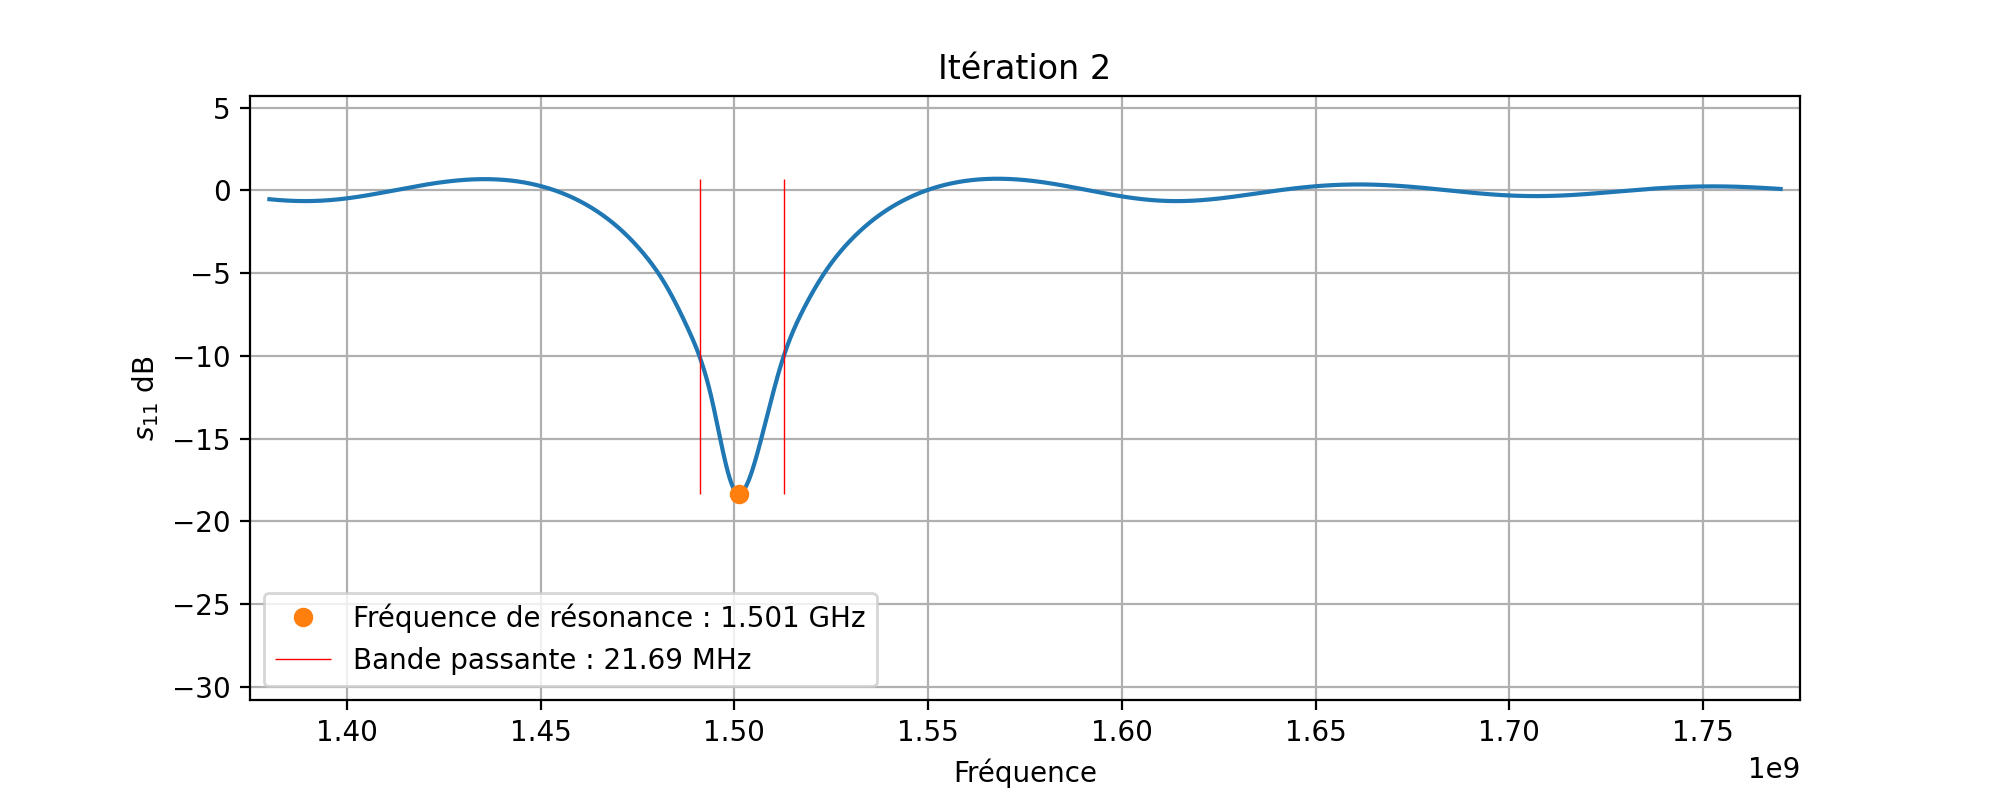 Itération 2
5
0
−5
−10
−15
−20
−25
−30
s₁₁ dB
Fréquence de résonance : 1.501 GHz
Bande passante : 21.69 MHz
1.40 1.45 1.50 1.55 1.60 1.65 1.70 1.75
1e9
Fréquence